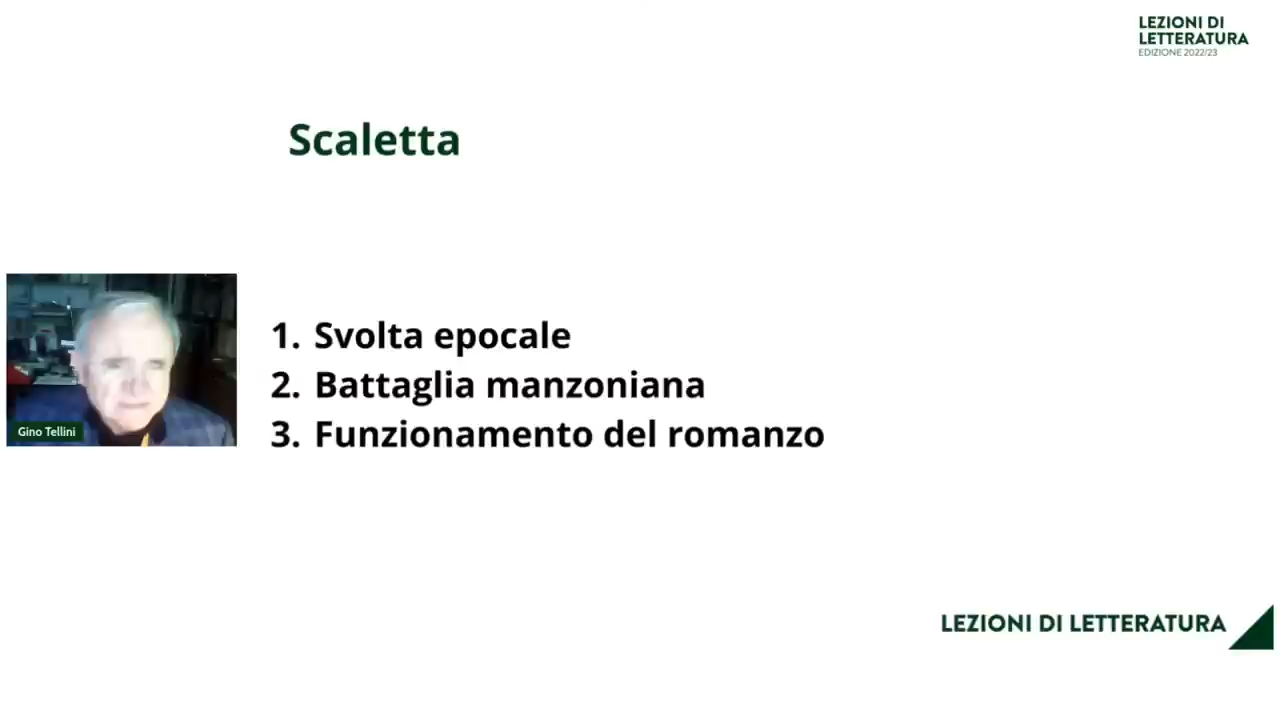 LEZIONI DI
LETTERATURA
EDIZIONE 2022/23
Scaletta
Gino Tellini
1. Svolta epocale
2. Battaglia manzoniana
3. Funzionamento del romanzo
LEZIONI DI LETTERATURA